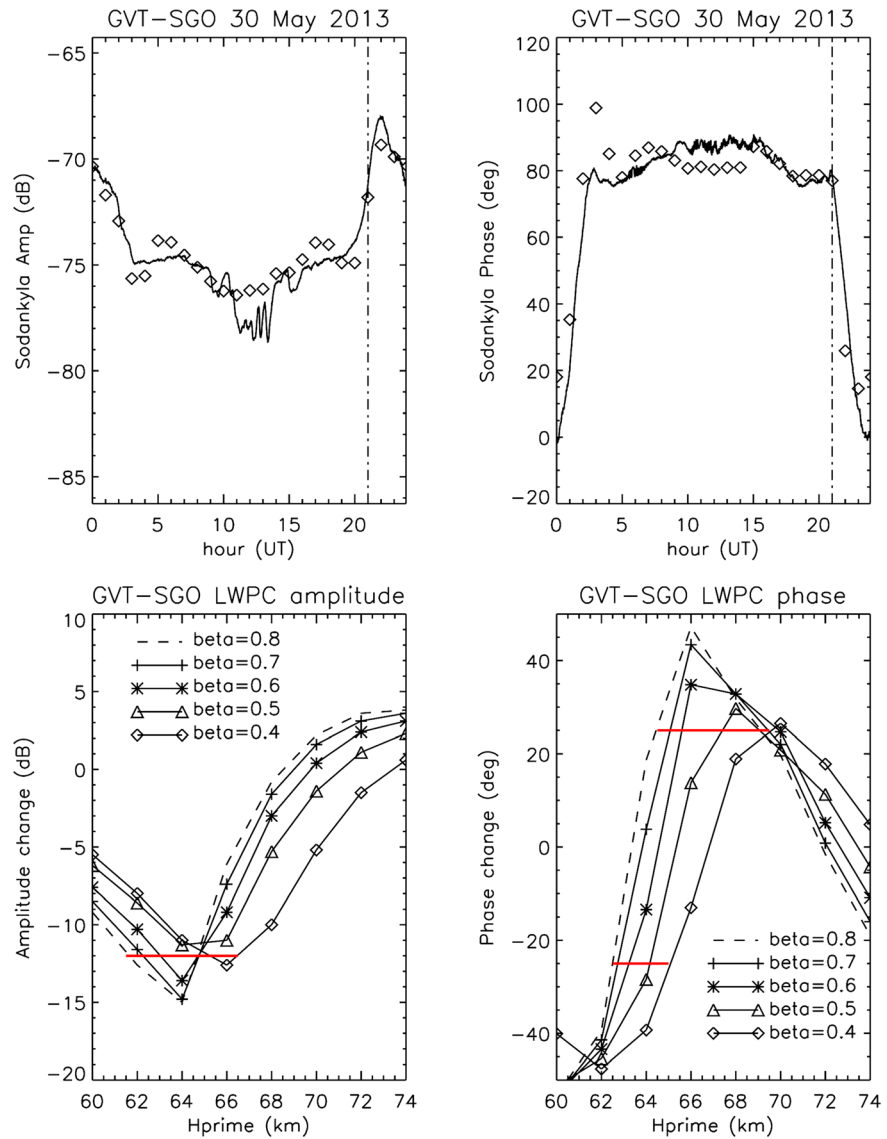 GVT-SGO 30 May 2013
-65
-70
-75
-80
-85
Sodankyla Amp (dB)
0 5 10 15 20
hour (UT)
GVT-SGO 30 May 2013
100
80
60
40
20
0
-20
Sodankyla Phase (deg)
0 5 10 15 20
hour (UT)
GVT-SGO LWPC amplitude
10
5
0
-5
-10
-15
-20
Amplitude change (dB)
beta=0.8
beta=0.7
beta=0.6
beta=0.5
beta=0.4
60 62 64 66 68 70 72 74
Hprime (km)
GVT-SGO LWPC phase
40
20
0
-20
-40
Phase change (deg)
beta=0.8
beta=0.7
beta=0.6
beta=0.5
beta=0.4
60 62 64 66 68 70 72 74
Hprime (km)